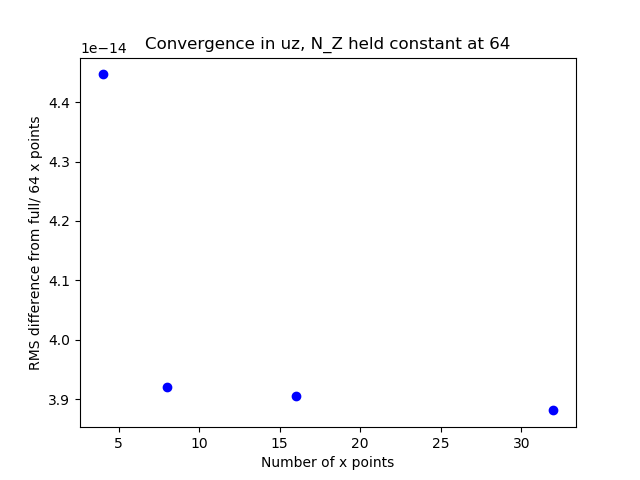 Convergence in uz, N_Z held constant at 64
1e−14
4.4
4.3
4.2
4.1
4.0
3.9
RMS difference from full/ 64 x points
5 10 15 20 25 30
Number of x points